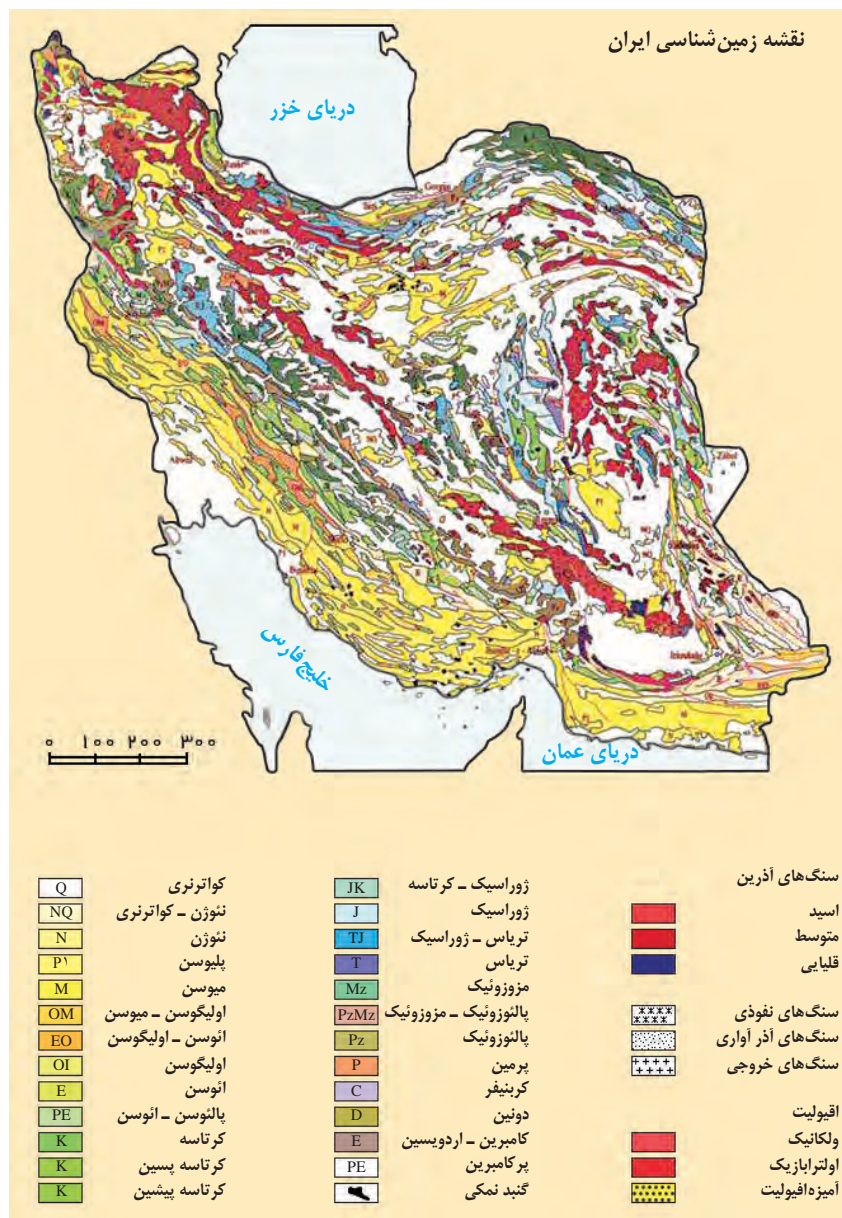 نقشه زمین‌شناسی ایران
دریای خزر
خلیج‌فارس
دریای عمان
۰ ۱۰۰ ۲۰۰ ۳۰۰
سنگ‌های آذرین
اسید
متوسط
قلیایی
سنگ‌های نفوذی
سنگ‌های آذر آواری
سنگ‌های خروجی
افیولیت
ولکانیک
اولترابازیک
آمیزه‌افیولیت
ژوراسیک ـ کرتاسه JK
ژوراسیک J
تریاس ـ ژوراسیک TJ
تریاس T
مزوزوئیک Mz
پالئوزوئیک ـ مزوزوئیک PzMz
پالئوزوئیک Pz
پرمین P
کربنیفر C
دونین D
کامبرین ـ اردویسین E
پرکامبرین PE
گنبد نمکی
کواترنری Q
نئوژن ـ کواترنری NQ
نئوژن N
پلیوسن P۱
میوسن M
اولیگوسن ـ میوسن OM
ائوسن ـ اولیگوسن EO
اولیگوسن OI
ائوسن E
پالئوسن ـ ائوسن PE
کرتاسه K
کرتاسه پسین K
کرتاسه پیشین K